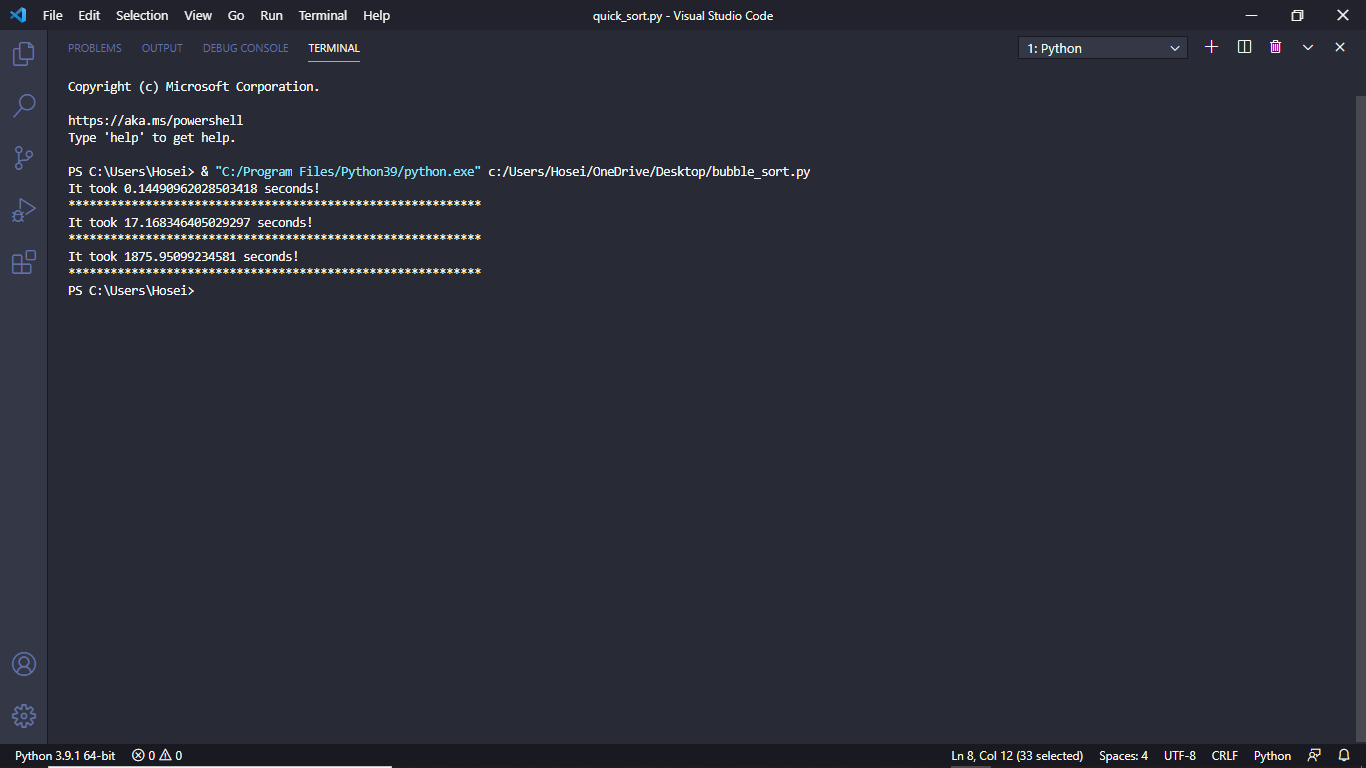 File Edit Selection View Go Run Terminal Help quick_sort.py - Visual Studio Code
PROBLEMS OUTPUT DEBUG CONSOLE TERMINAL 1: Python
Copyright (c) Microsoft Corporation.
https://aka.ms/powershell
Type 'help' to get help.
PS C:\Users\Hosei> & "C:/Program Files/Python39/python.exe" c:/Users/Hosei/OneDrive/Desktop/bubble_sort.py
It took 0.14490962028503418 seconds!
***********************************************************
It took 17.168346405029297 seconds!
***********************************************************
It took 1875.95099234581 seconds!
***********************************************************
PS C:\Users\Hosei>
Python 3.9.1 64-bit 0 0 Ln 8, Col 12 (33 selected) Spaces: 4 UTF-8 CRLF Python